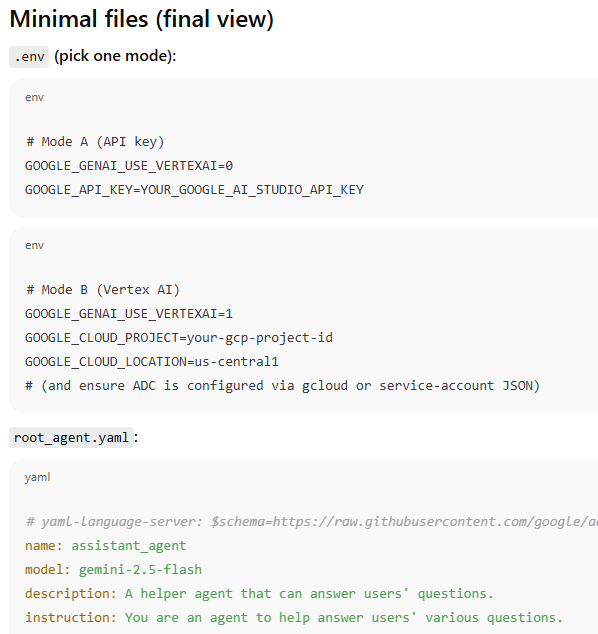 Minimal files (final view)
.env (pick one mode):
env
# Mode A (API key)
GOOGLE_GENAI_USE_VERTEXAI=0
GOOGLE_API_KEY=YOUR_GOOGLE_AI_STUDIO_API_KEY
env
# Mode B (Vertex AI)
GOOGLE_GENAI_USE_VERTEXAI=1
GOOGLE_CLOUD_PROJECT=your-gcp-project-id
GOOGLE_CLOUD_LOCATION=us-central1
# (and ensure ADC is configured via gcloud or service-account JSON)
root_agent.yaml:
yaml
# yaml-language-server: $schema=https://raw.githubusercontent.com/google/
name: assistant_agent
model: gemini-2.5-flash
description: A helper agent that can answer users' questions.
instruction: You are an agent to help answer users' various questions.